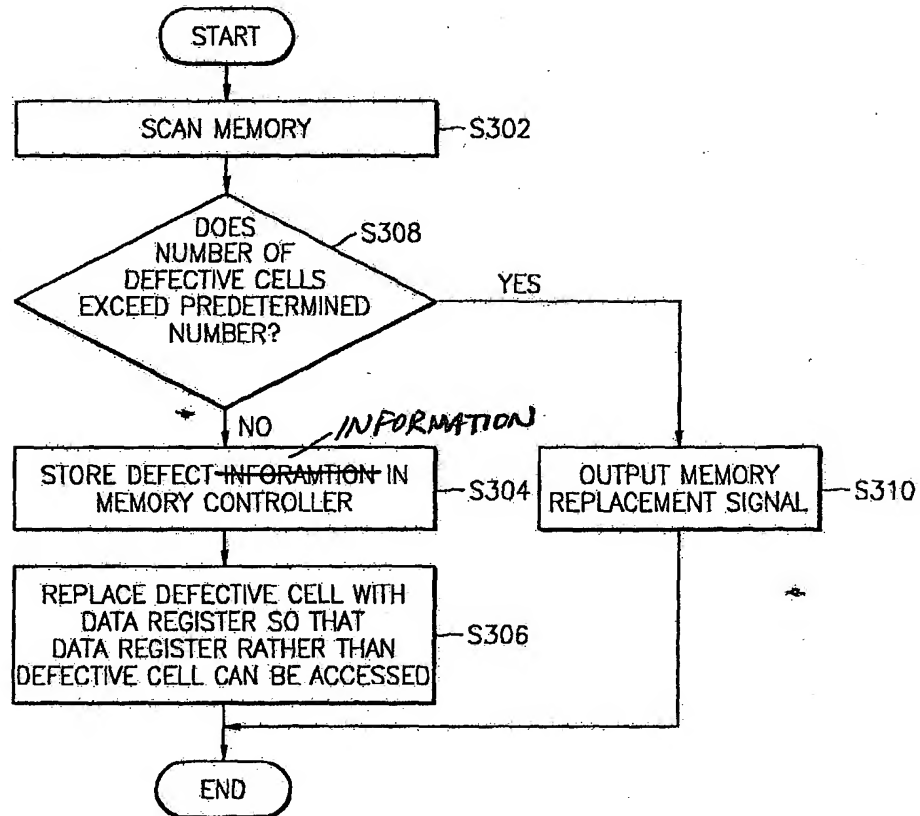 START
SCAN MEMORY
S302
DOES
NUMBER OF
DEFECTIVE CELLS
EXCEED PREDETERMINED
NUMBER?
S308
YES
NO
INFORMATION
STORE DEFECT INFORAMTION IN
MEMORY CONTROLLER
S304
OUTPUT MEMORY
REPLACEMENT SIGNAL
S310
REPLACE DEFECTIVE CELL WITH
DATA REGISTER SO THAT
DATA REGISTER RATHER THAN
DEFECTIVE CELL CAN BE ACCESSED
S306
END